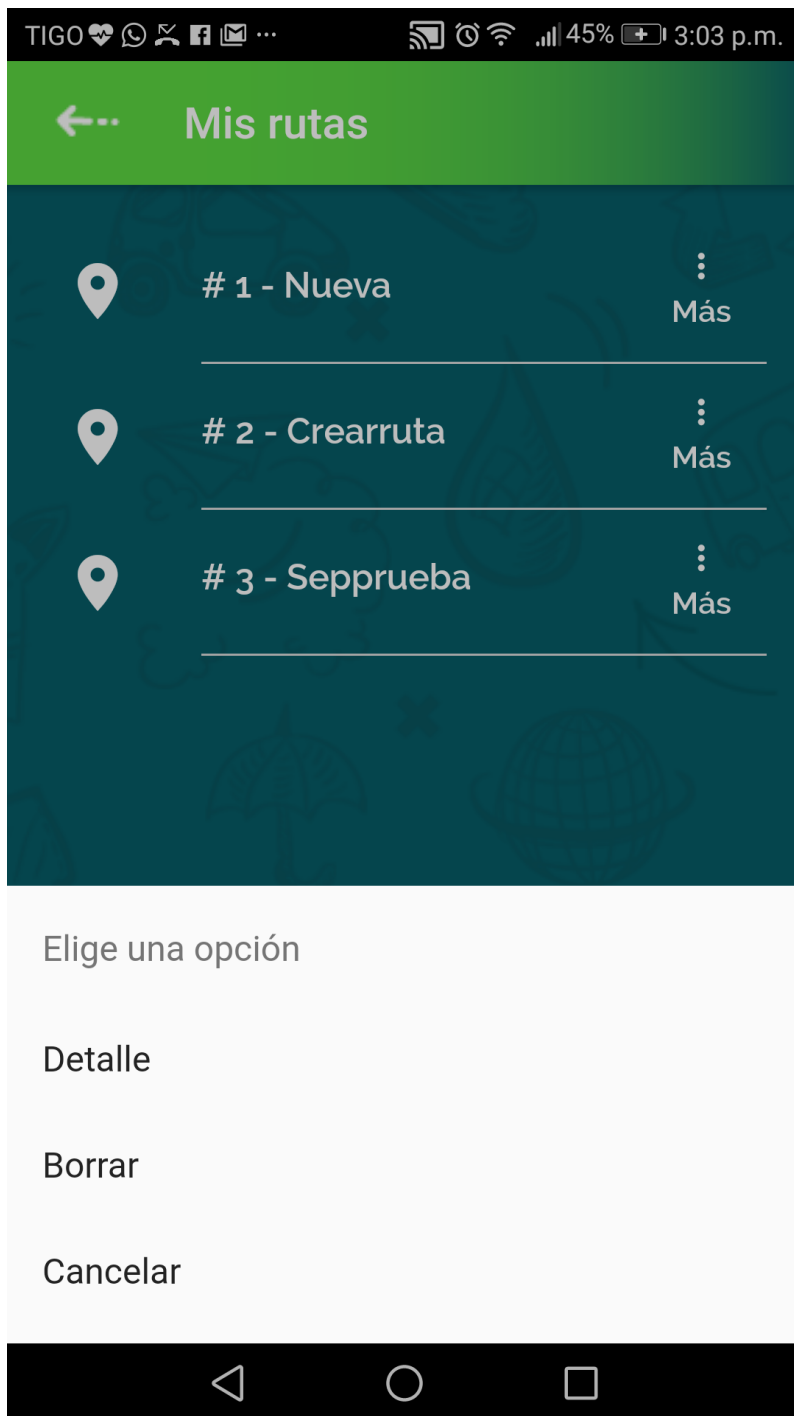 TIGO 45% 3:03 p.m.
Mis rutas
# 1 - Nueva
Más
# 2 - Crearruta
Más
# 3 - Sepprueba
Más
Elige una opción
Detalle
Borrar
Cancelar